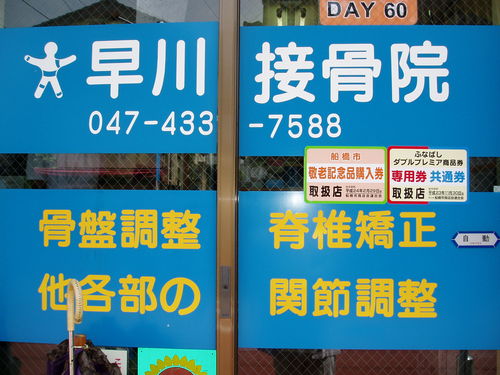 DAY 60
早川 接骨院
047-433-7588
船橋市
敬老記念品購入券
取扱店
ふなばし
ダブルプレミア商品券
専用券 共通券
取扱店
骨盤調整 脊椎矯正
自動
他各部の 関節調整